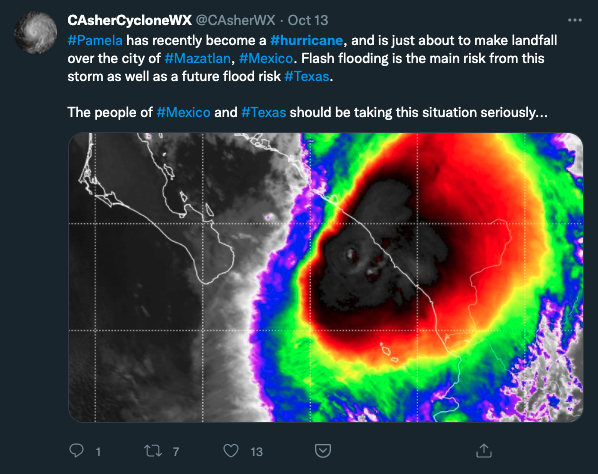 CAsherCycloneWX @CAsherWX · Oct 13
#Pamela has recently become a #hurricane, and is just about to make landfall
over the city of #Mazatlan, #Mexico. Flash flooding is the main risk from this
storm as well as a future flood risk #Texas.
The people of #Mexico and #Texas should be taking this situation seriously...
1 7 13